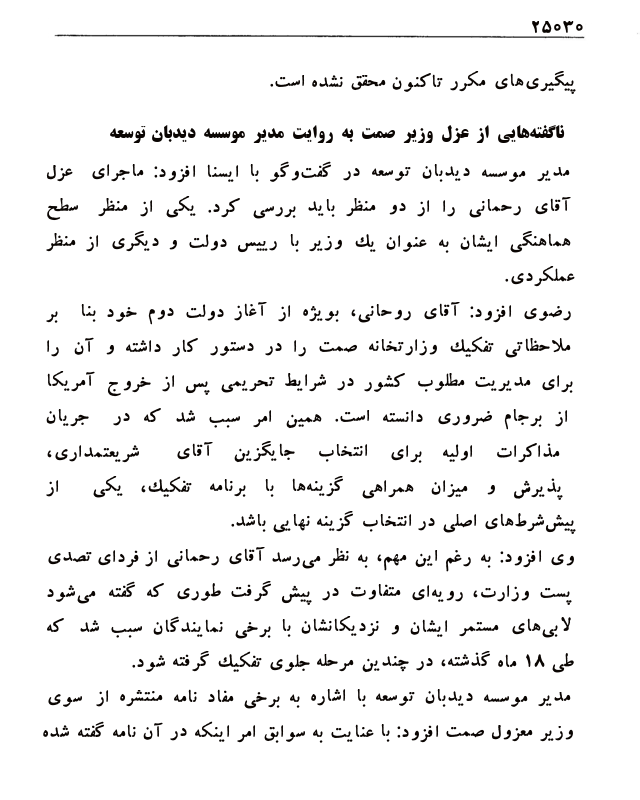 ۲۵۰۳۰
پیگیری‌های مکرر تاکنون محقق نشده است.
ناگفته‌هایی از عزل وزیر صمت به روایت مدیر موسسه دیدبان توسعه
مدیر موسسه دیدبان توسعه در گفت‌وگو با ایسنا افزود: ماجرای عزل
آقای رحمانی را از دو منظر باید بررسی کرد. یکی از منظر سطح
هماهنگی ایشان به عنوان یك وزیر با رییس دولت و دیگری از منظر
عملکردی.
رضوی افزود: آقای روحانی، بویژه از آغاز دولت دوم خود بنا بر
ملاحظاتی تفکیك وزارتخانه صمت را در دستور کار داشته و آن را
برای مدیریت مطلوب کشور در شرایط تحریمی پس از خروج آمریکا
از برجام ضروری دانسته است. همین امر سبب شد که در جریان
مذاکرات اولیه برای انتخاب جایگزین آقای شریعتمداری،
پذیرش و میزان همراهی گزینه‌ها با برنامه تفکیك، یکی از
پیش‌شرط‌های اصلی در انتخاب گزینه نهایی باشد.
وی افزود: به رغم این مهم، به نظر می‌رسد آقای رحمانی از فردای تصدی
پست وزارت، رویه‌ای متفاوت در پیش گرفت طوری که گفته می‌شود
لابی‌های مستمر ایشان و نزدیکانشان با برخی نمایندگان سبب شد که
طی ۱۸ ماه گذشته، در چندین مرحله جلوی تفکیك گرفته شود.
مدیر موسسه دیدبان توسعه با اشاره به برخی مفاد نامه منتشره از سوی
وزیر معزول صمت افزود: با عنایت به سوابق امر اینکه در آن نامه گفته شده